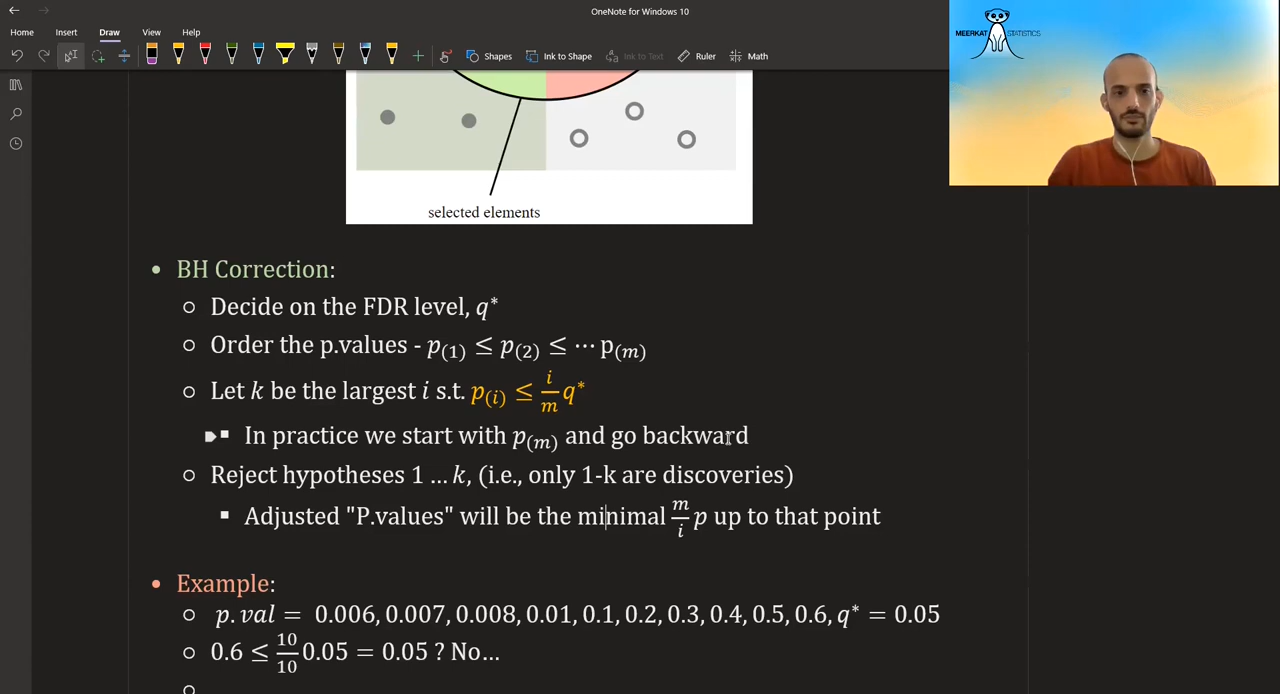 OneNote for Windows 10
Home Insert Draw View Help
Shapes Ink to Shape Ink to Text Ruler Math
MEERKAT STATISTICS
selected elements
• BH Correction:
○ Decide on the FDR level, q*
○ Order the p.values - p₍₁₎ ≤ p₍₂₎ ≤ ⋯ p₍ₘ₎
○ Let k be the largest i s.t. p₍ᵢ₎ ≤ i/m q*
▪ In practice we start with p₍ₘ₎ and go backward
○ Reject hypotheses 1 … k, (i.e., only 1-k are discoveries)
▪ Adjusted "P.values" will be the minimal m/i p up to that point
• Example:
○ p.val = 0.006, 0.007, 0.008, 0.01, 0.1, 0.2, 0.3, 0.4, 0.5, 0.6, q* = 0.05
○ 0.6 ≤ 10/10 0.05 = 0.05 ? No…